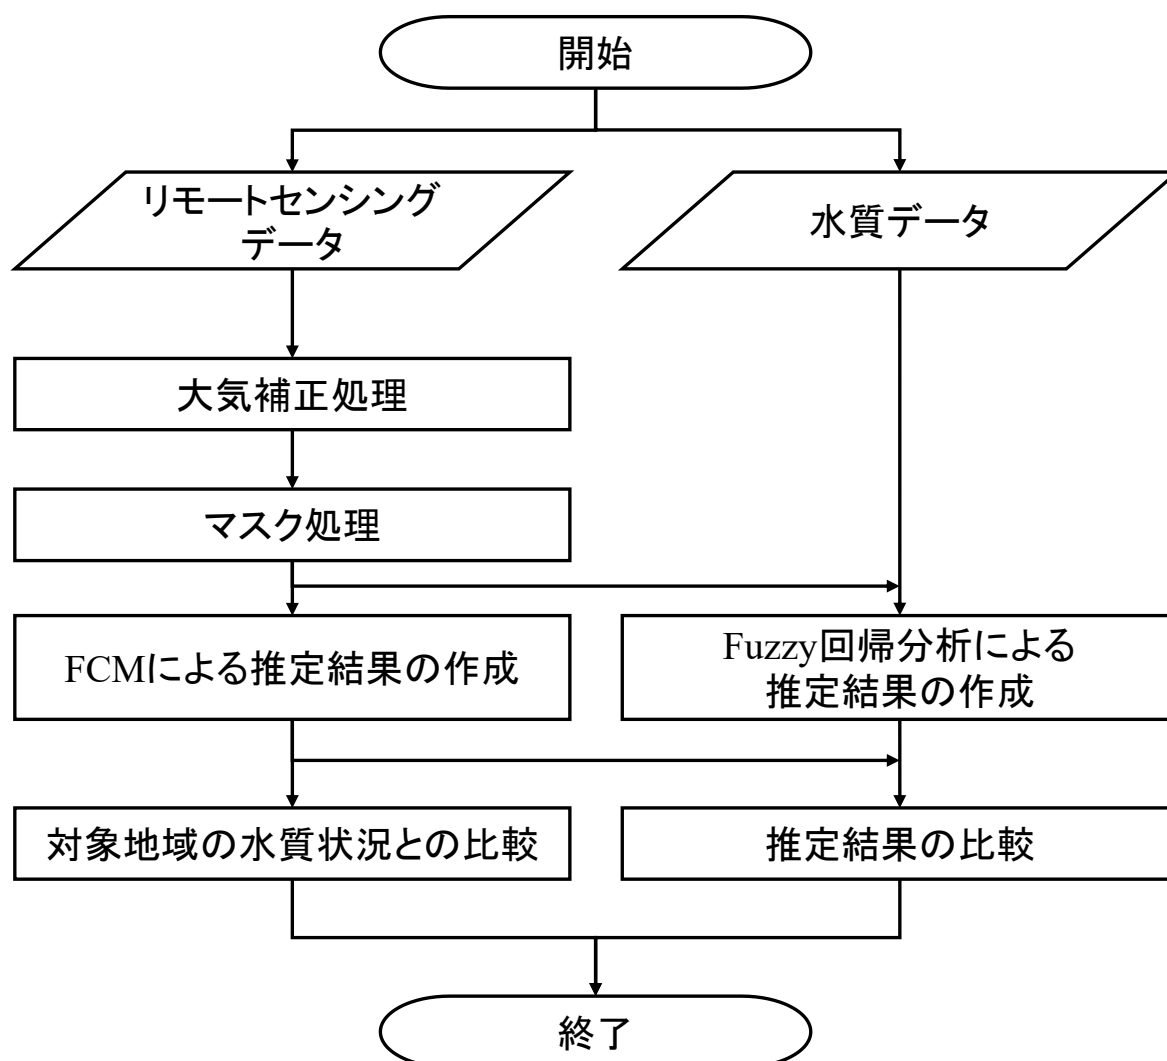 開始
リモートセンシング
データ
水質データ
大気補正処理
マスク処理
FCMによる推定結果の作成
Fuzzy回帰分析による
推定結果の作成
対象地域の水質状況との比較
推定結果の比較
終了